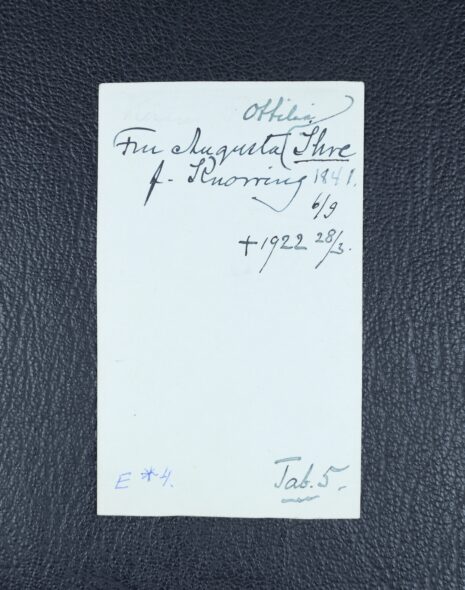 Ottilia
Fru Augusta Ihre
f. Knorring 1841.
6/9
+ 1922 28/3.
E *4.
Tab. 5.